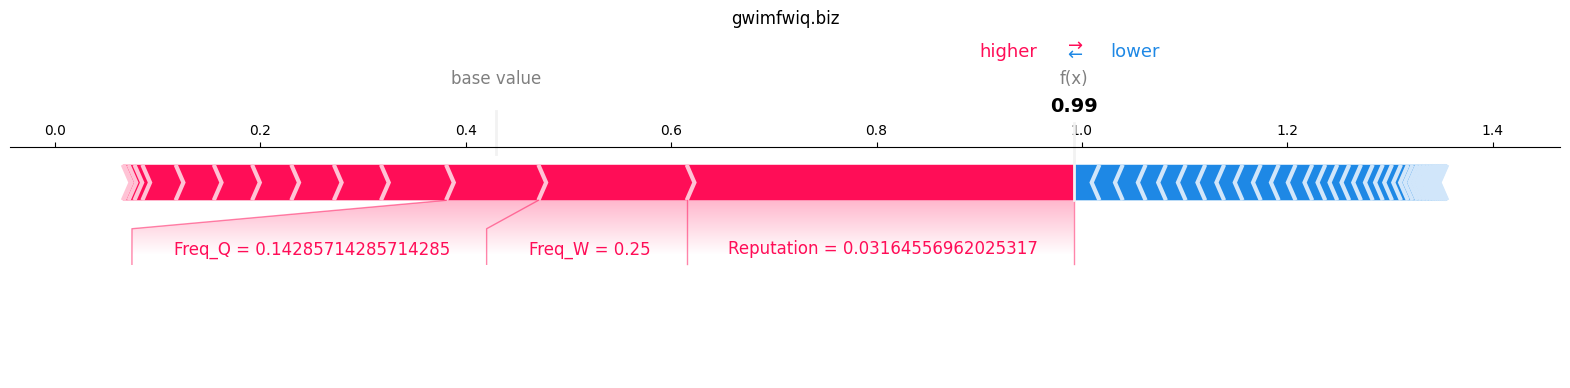 gwimfwiq.biz
higher → ← lower
base value f(x)
0.99
0.0 0.2 0.4 0.6 0.8 1.0 1.2 1.4
Freq_Q = 0.14285714285714285 Freq_W = 0.25 Reputation = 0.03164556962025317